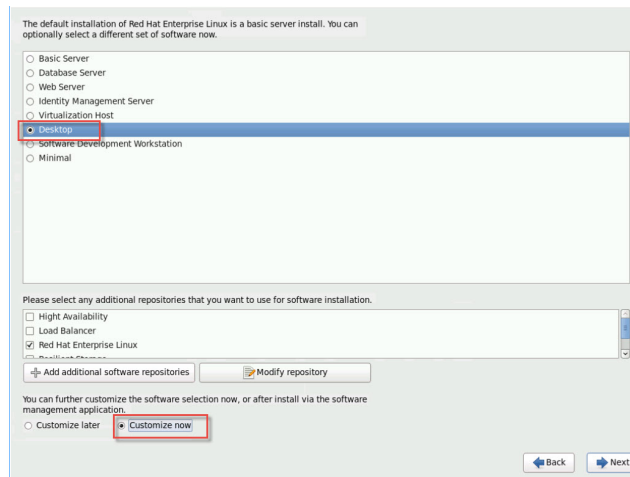 The default installation of Red Hat Enterprise Linux is a basic server install. You can
optionally select a different set of software now.
Basic Server
Database Server
Web Server
Identity Management Server
Virtualization Host
Desktop
Software Development Workstation
Minimal
Please select any additional repositories that you want to use for software installation.
Hight Availability
Load Balancer
Red Hat Enterprise Linux
Resilient Storage
Add additional software repositories
Modify repository
You can further customize the software selection now, or after install via the software
management application.
Customize later
Customize now
Back
Next